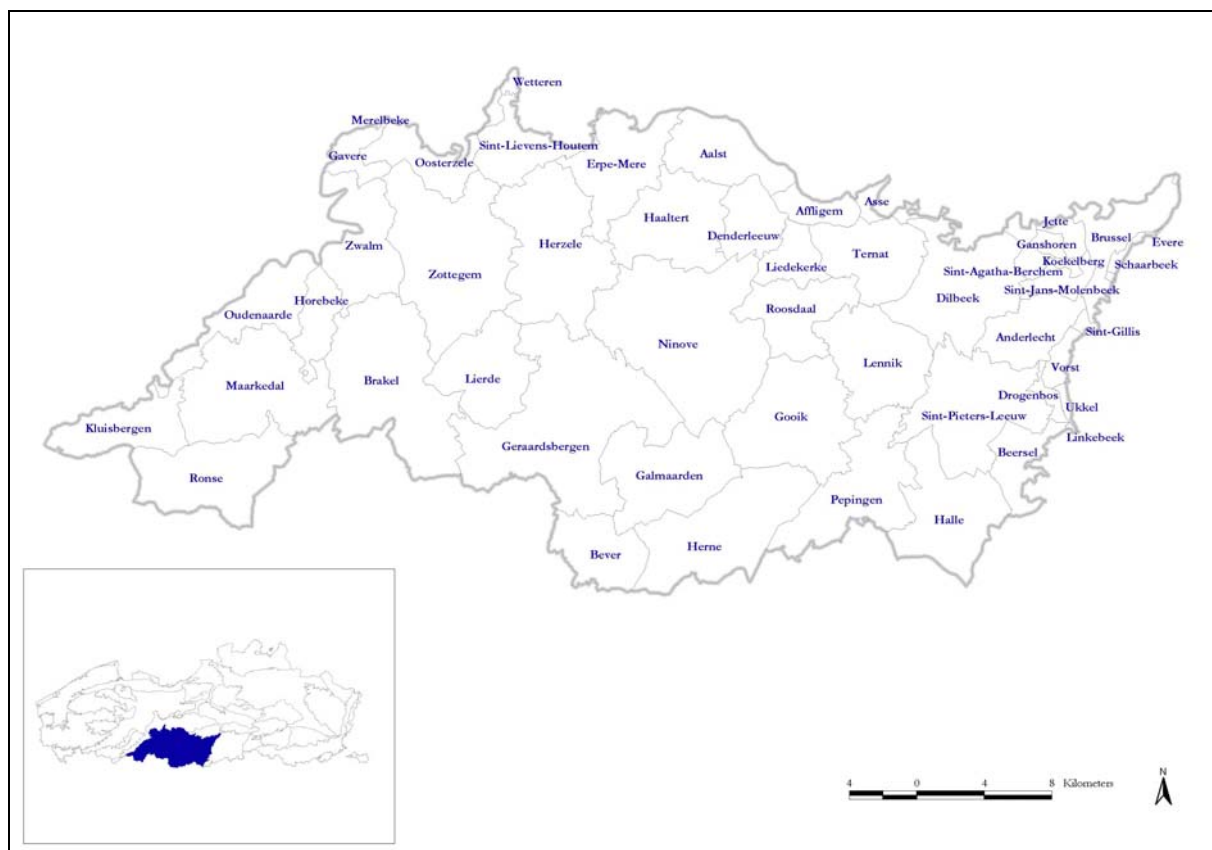 Wetteren
Merelbeke
Sint-Lievens-Houtem
Gavere
Oosterzele
Erpe-Mere
Aalst
Asse
Affligem
Haaltert
Jette
Denderleeuw
Brussel
Evere
Zwalm
Herzele
Ganshoren
Ternat
Koekelberg
Schaarbeek
Liedekerke
Zottegem
Sint-Agatha-Berchem
Sint-Jans-Molenbeek
Horebeke
Dilbeek
Roosdaal
Oudenaarde
Sint-Gillis
Anderlecht
Ninove
Lennik
Vorst
Lierde
Brakel
Maarkedal
Drogenbos
Ukkel
Gooik
Sint-Pieters-Leeuw
Kluisbergen
Linkebeek
Geraardsbergen
Beersel
Galmaarden
Ronse
Pepingen
Halle
Herne
Bever
N
4 0 4 8 Kilometers